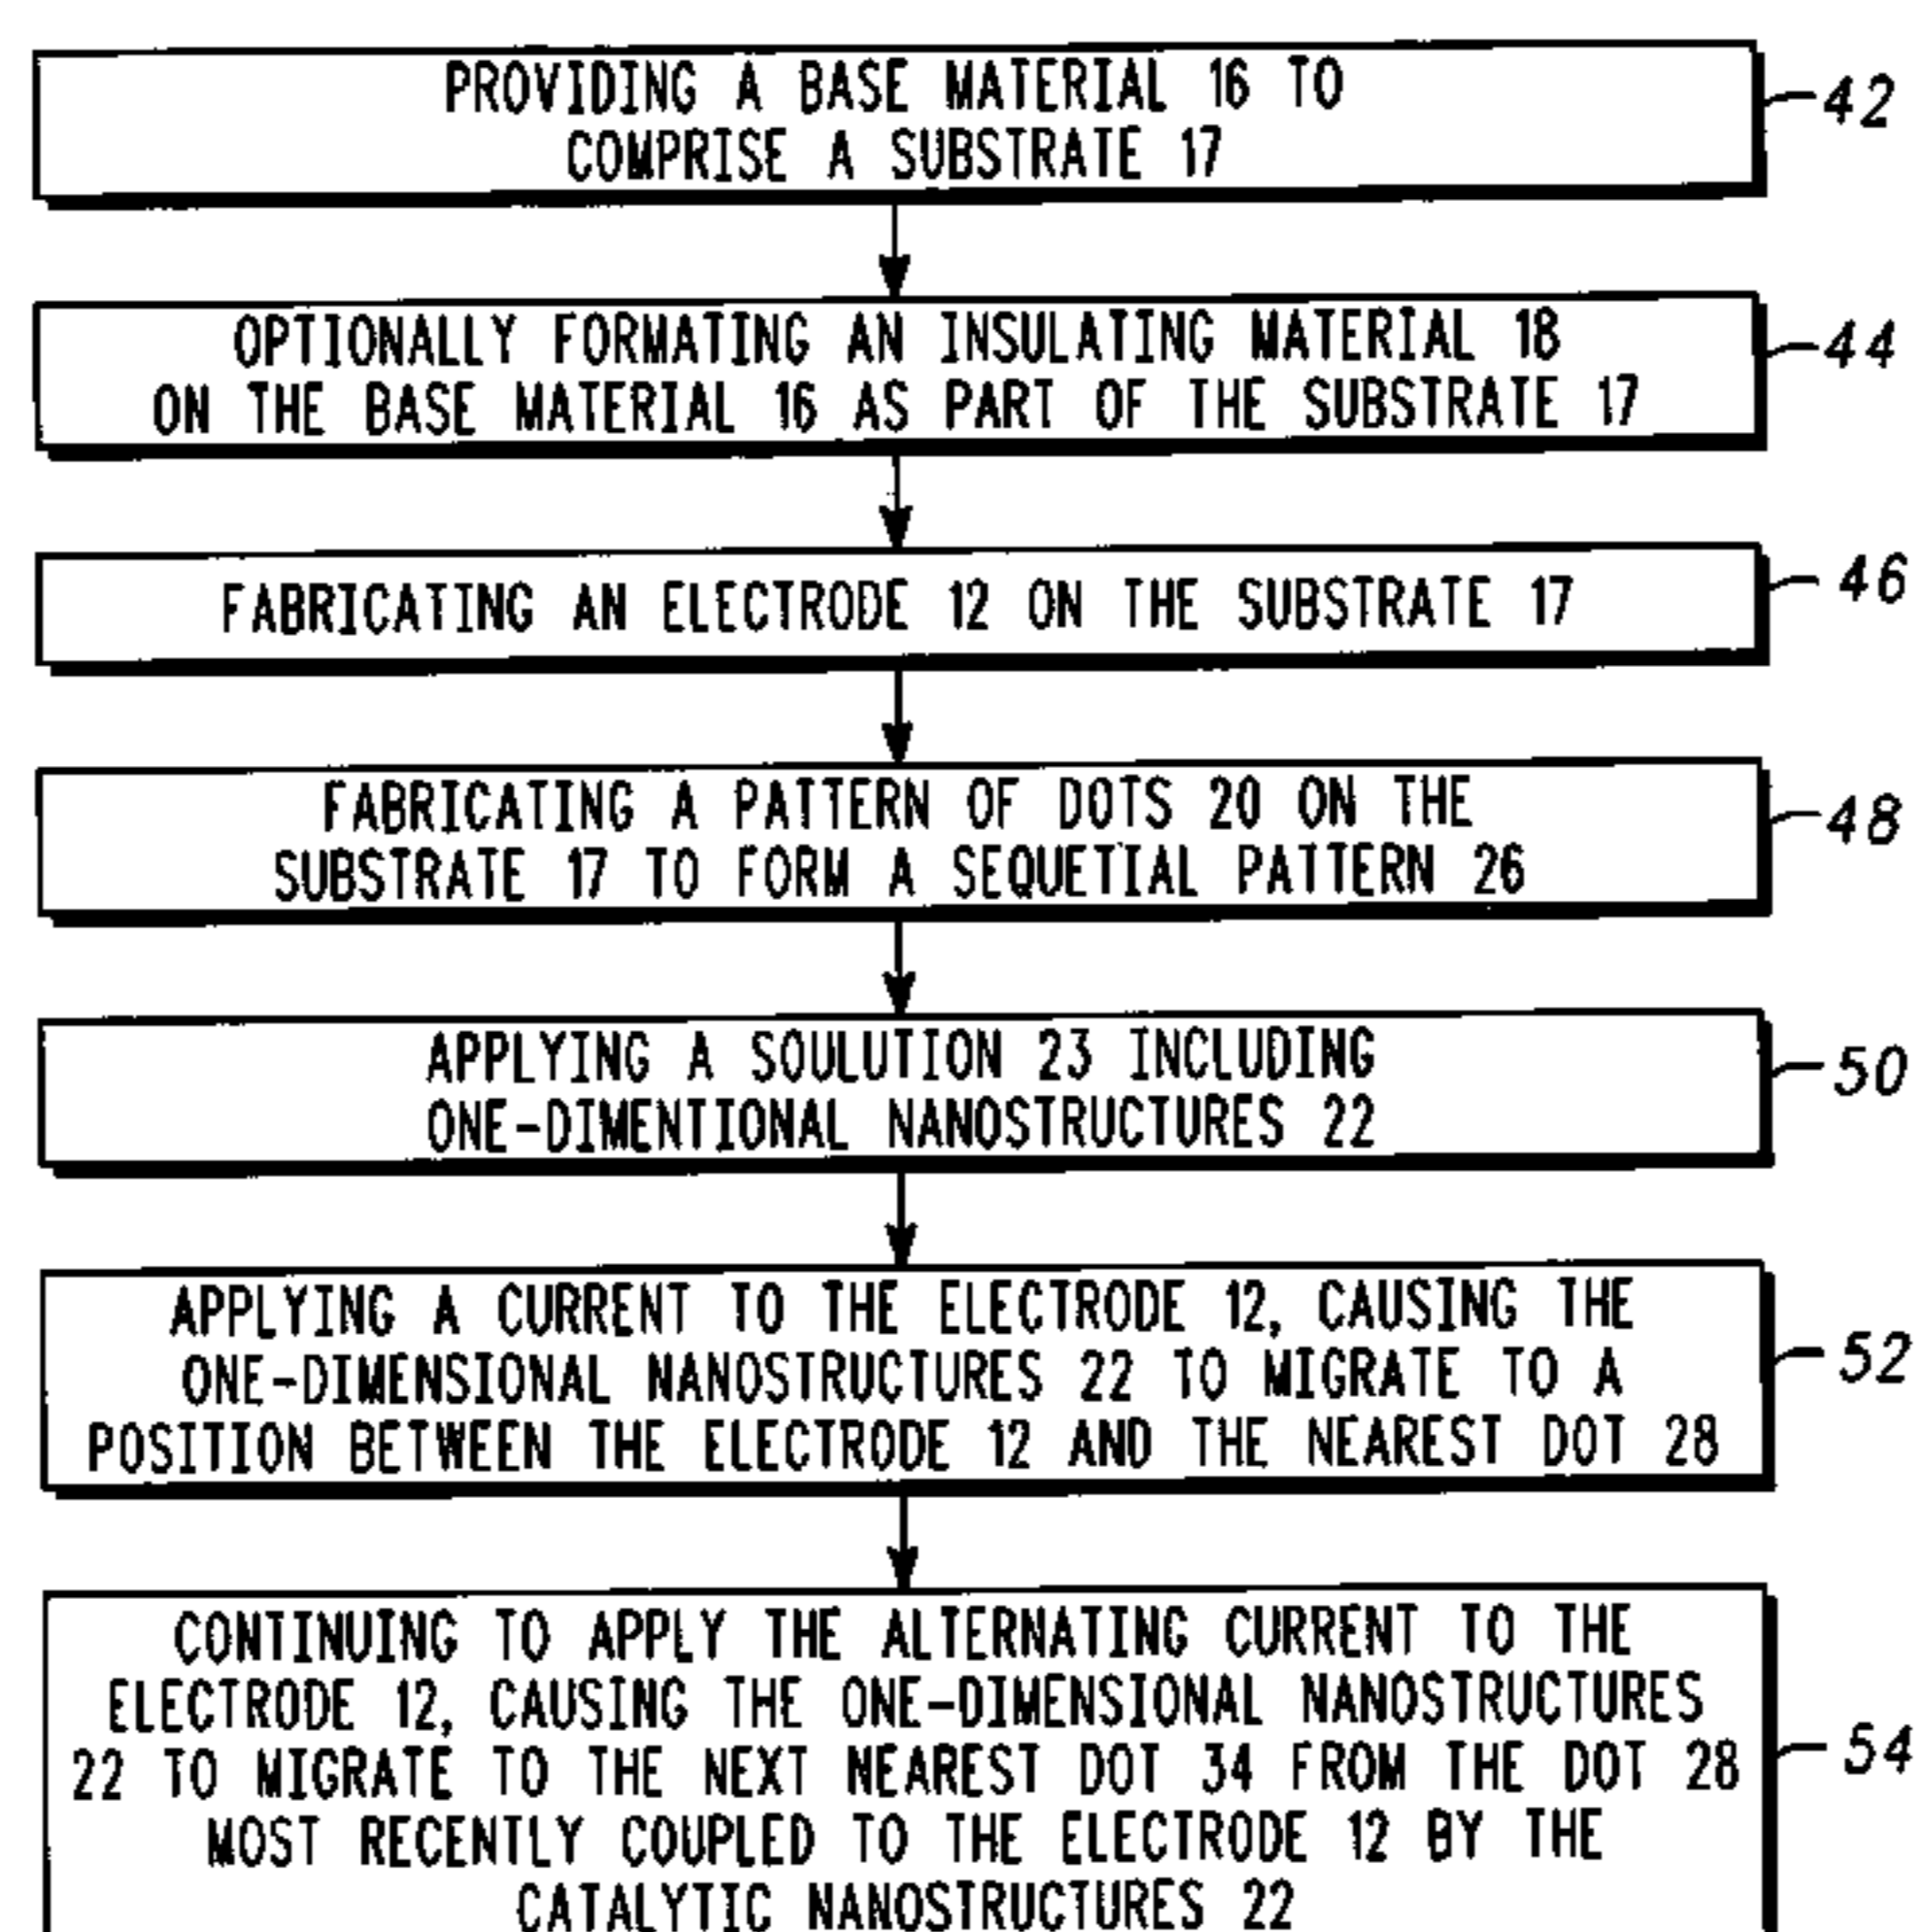 PROVIDING A BASE MATERIAL 16 TO
COMPRISE A SUBSTRATE 17
42
OPTIONALLY FORMATING AN INSULATING MATERIAL 18
ON THE BASE MATERIAL 16 AS PART OF THE SUBSTRATE 17
44
FABRICATING AN ELECTRODE 12 ON THE SUBSTRATE 17
46
FABRICATING A PATTERN OF DOTS 20 ON THE
SUBSTRATE 17 TO FORM A SEQUETIAL PATTERN 26
48
APPLYING A SOULUTION 23 INCLUDING
ONE-DIMENTIONAL NANOSTRUCTURES 22
50
APPLYING A CURRENT TO THE ELECTRODE 12, CAUSING THE
ONE-DIMENSIONAL NANOSTRUCTURES 22 TO MIGRATE TO A
POSITION BETWEEN THE ELECTRODE 12 AND THE NEAREST DOT 28
52
CONTINUING TO APPLY THE ALTERNATING CURRENT TO THE
ELECTRODE 12, CAUSING THE ONE-DIMENSIONAL NANOSTRUCTURES
22 TO MIGRATE TO THE NEXT NEAREST DOT 34 FROM THE DOT 28
MOST RECENTLY COUPLED TO THE ELECTRODE 12 BY THE
CATALYTIC NANOSTRUCTURES 22
54